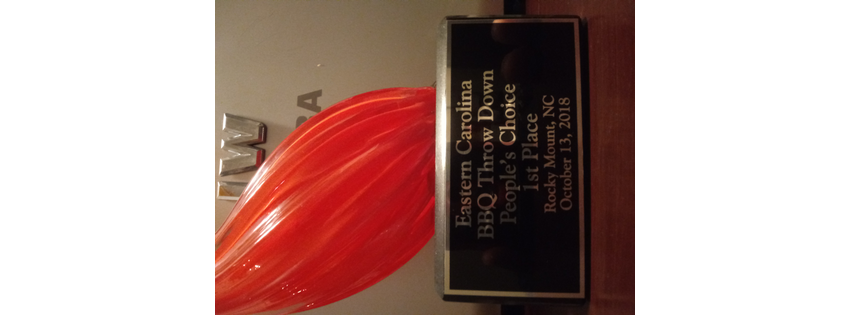 Eastern Carolina
BBQ Throw Down
People's Choice
1st Place
Rocky Mount, NC
October 13, 2018